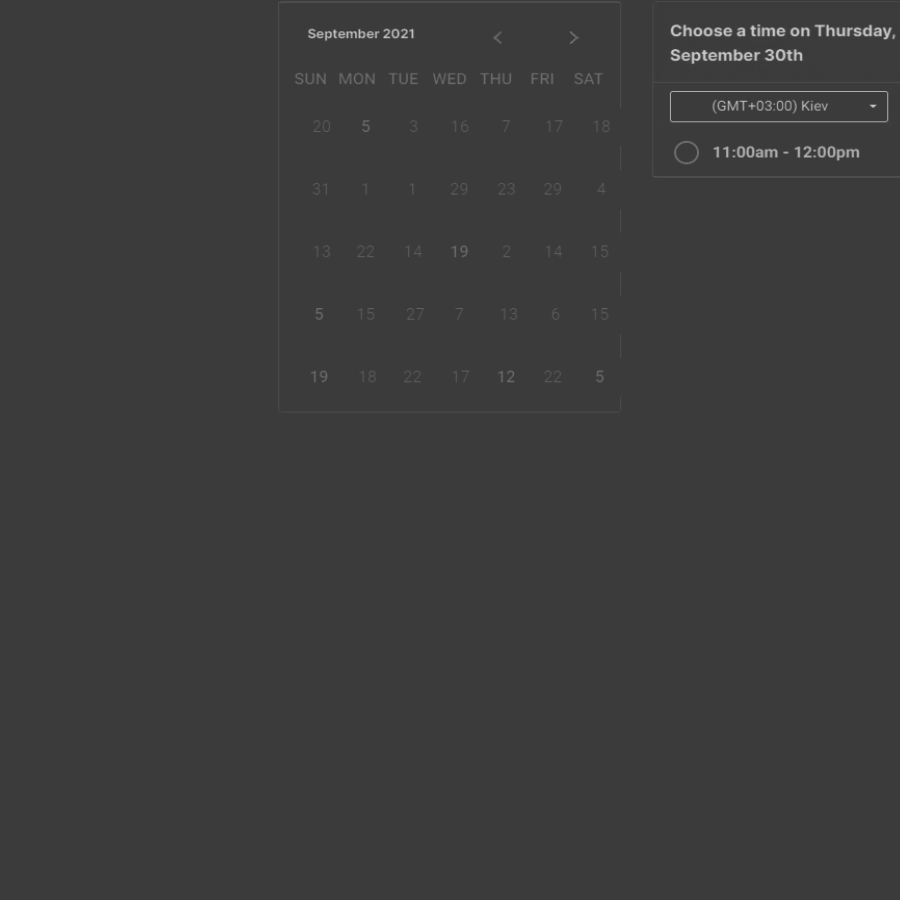 September 2021
SUN MON TUE WED THU FRI SAT
20 5 3 16 7 17 18
31 1 1 29 23 29 4
13 22 14 19 2 14 15
5 15 27 7 13 6 15
19 18 22 17 12 22 5
Choose a time on Thursday,
September 30th
(GMT+03:00) Kiev
11:00am - 12:00pm